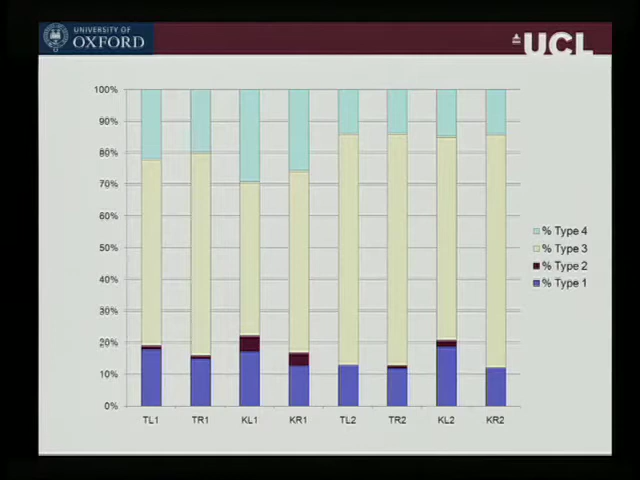 UNIVERSITY OF
OXFORD
UCL
100%
90%
80%
70%
60%
50%
40%
30%
20%
10%
0%
TL1 TR1 KL1 KR1 TL2 TR2 KL2 KR2
% Type 4
% Type 3
% Type 2
% Type 1